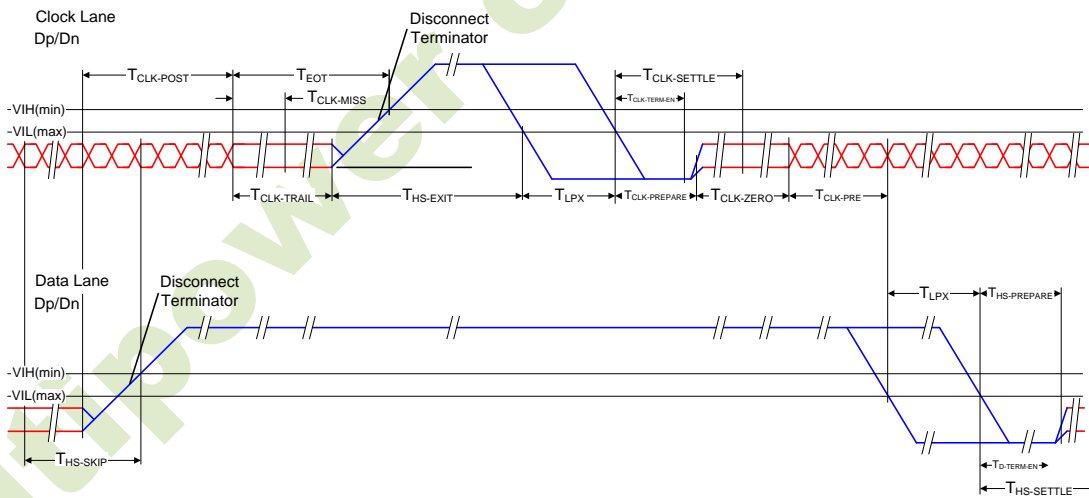 Clock Lane
Dp/Dn
Disconnect
Terminator
TCLK-POST
TEOT
TCLK-SETTLE
TCLK-MISS
TCLK-TERM-EN
VIH(min)
VIL(max)
TCLK-TRAIL
THS-EXIT
TLPX
TCLK-PREPARE
TCLK-ZERO
TCLK-PRE
Data Lane
Dp/Dn
Disconnect
Terminator
TLPX
THS-PREPARE
VIH(min)
VIL(max)
THS-SKIP
TD-TERM-EN
THS-SETTLE